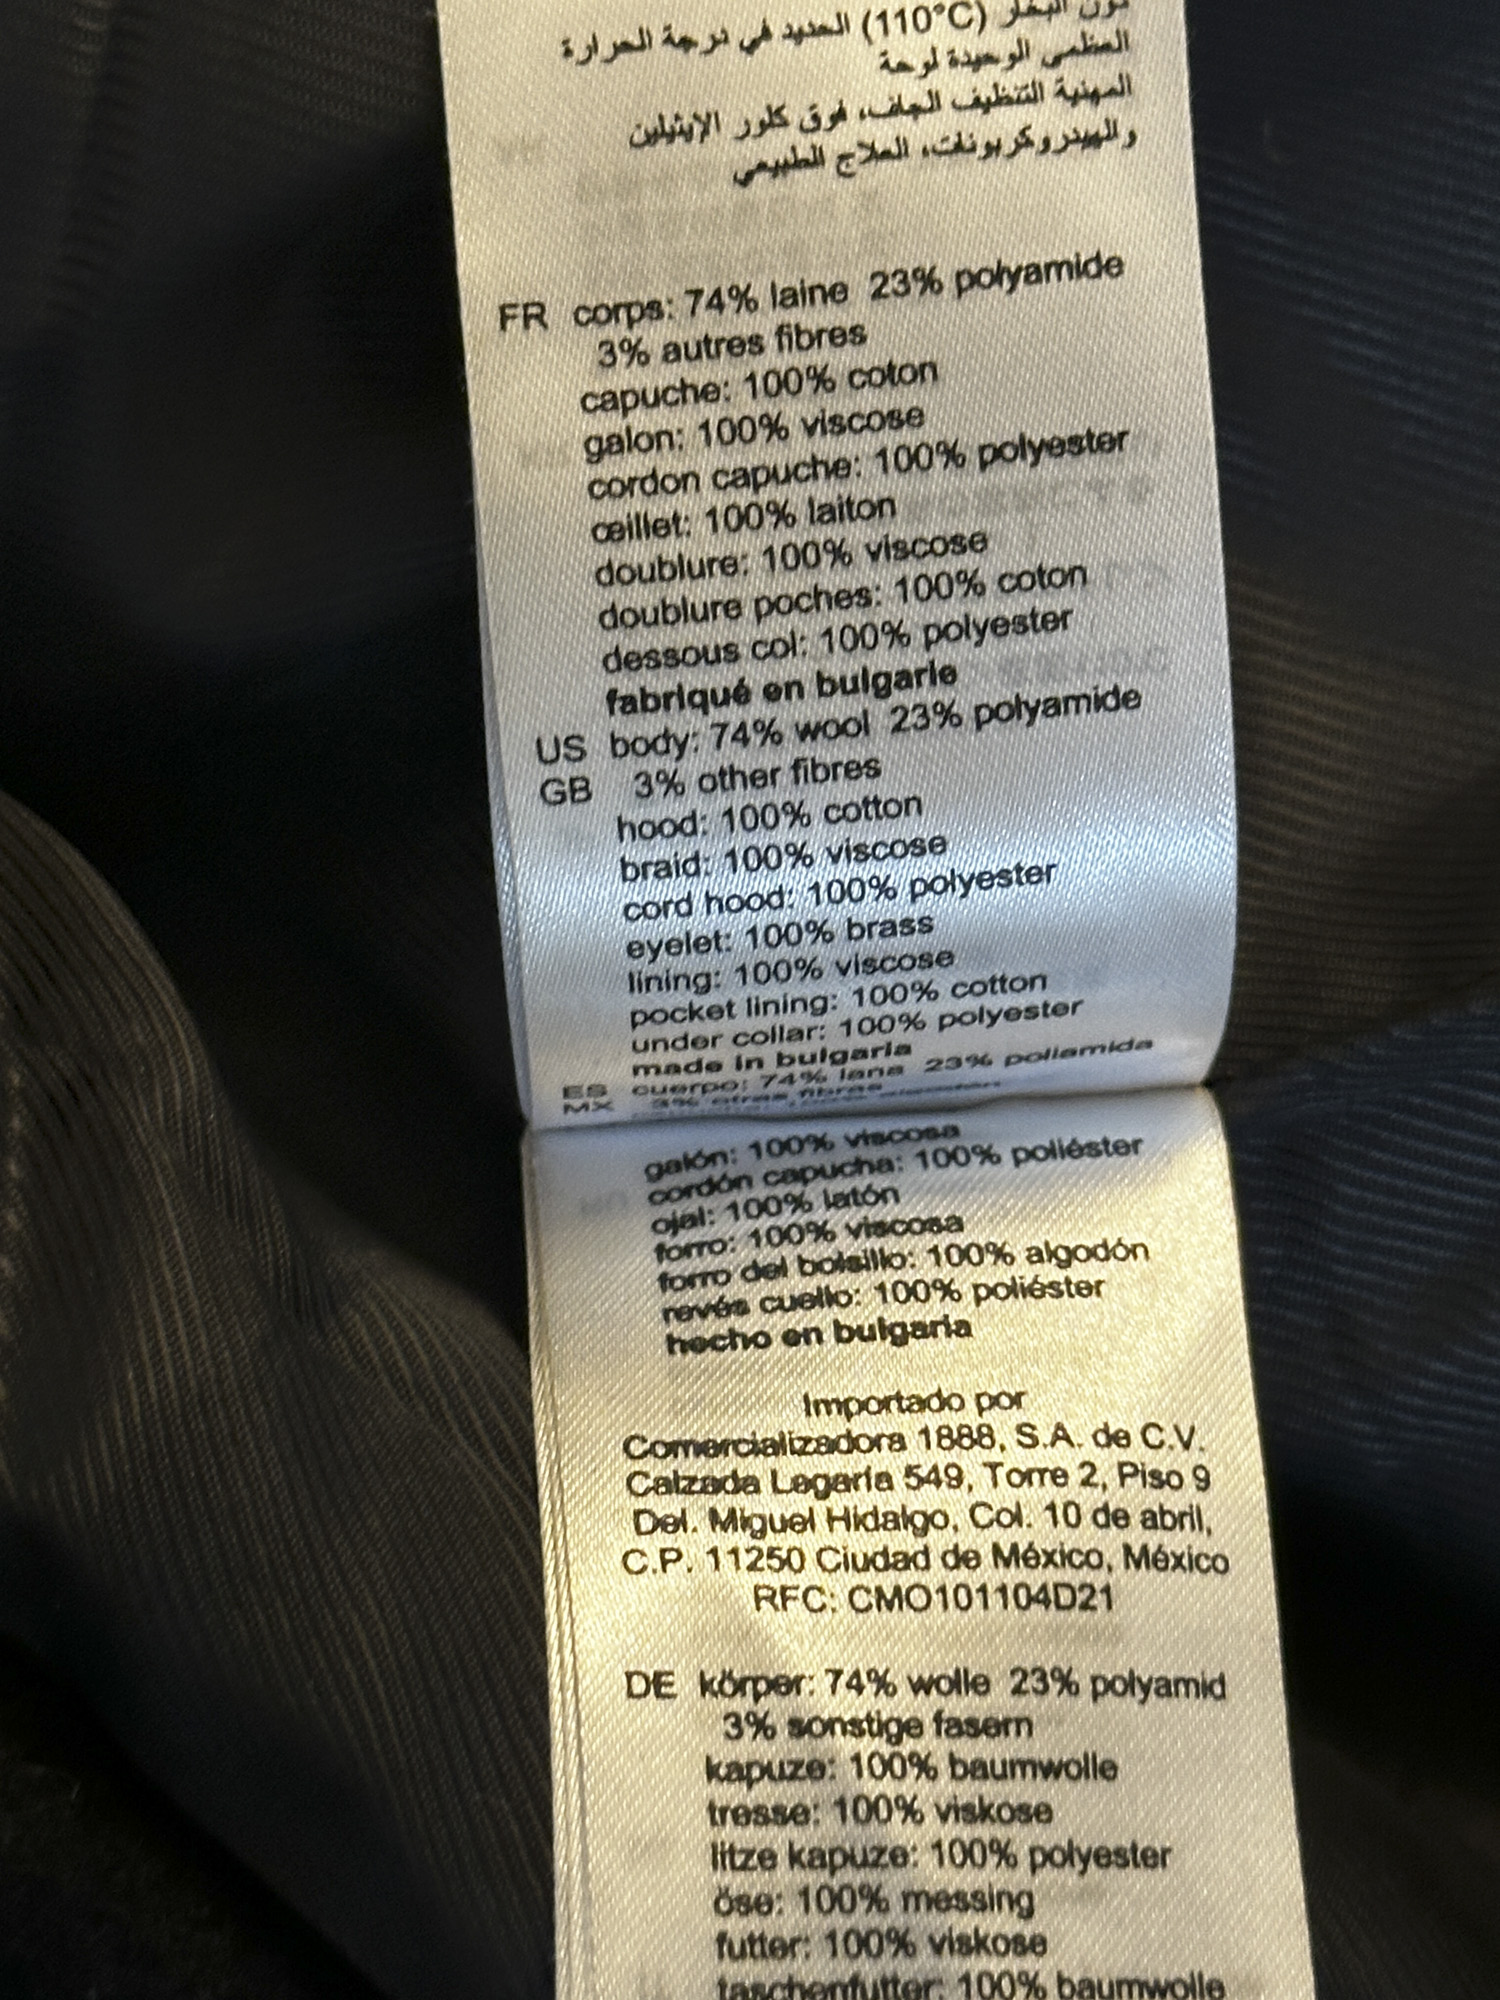 دون البخار (110°C) الحديد في درجة الحرارة
العظمى الوحيدة لوحة
المهنية التنظيف الجاف، فوق كلور الإيثيلين
والهيدروكربونات، العلاج الطبيعي
FR corps: 74% laine 23% polyamide
3% autres fibres
capuche: 100% coton
galon: 100% viscose
cordon capuche: 100% polyester
œillet: 100% laiton
doublure: 100% viscose
doublure poches: 100% coton
dessous col: 100% polyester
fabriqué en bulgarie
US body: 74% wool 23% polyamide
GB 3% other fibres
hood: 100% cotton
braid: 100% viscose
cord hood: 100% polyester
eyelet: 100% brass
lining: 100% viscose
pocket lining: 100% cotton
under collar: 100% polyester
made in bulgaria
ES cuerpo: 74% lana 23% poliamida
MX 3% otras fibras
galón: 100% viscosa
cordón capucha: 100% poliéster
ojal: 100% latón
forro: 100% viscosa
forro del bolsillo: 100% algodón
revés cuello: 100% poliéster
hecho en bulgaria
Importado por
Comercializadora 1888, S.A. de C.V.
Calzada Legaria 549, Torre 2, Piso 9
Del. Miguel Hidalgo, Col. 10 de abril,
C.P. 11250 Ciudad de México, México
RFC: CMO101104D21
DE körper: 74% wolle 23% polyamid
3% sonstige fasern
kapuze: 100% baumwolle
tresse: 100% viskose
litze kapuze: 100% polyester
öse: 100% messing
futter: 100% viskose
taschenfutter: 100% baumwolle